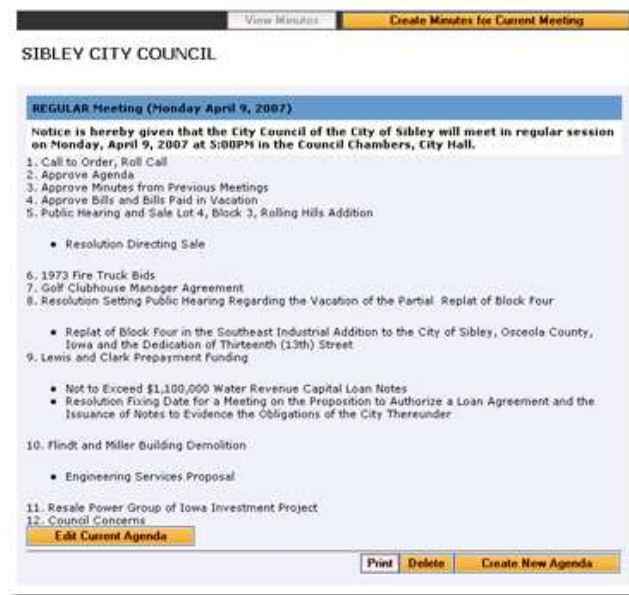 View Minutes Create Minutes for Current Meeting
SIBLEY CITY COUNCIL
REGULAR Meeting (Monday April 9, 2007)
Notice is hereby given that the City Council of the City of Sibley will meet in regular session
on Monday, April 9, 2007 at 5:00PM in the Council Chambers, City Hall.
1. Call to Order, Roll Call
2. Approve Agenda
3. Approve Minutes from Previous Meetings
4. Approve Bills and Bills Paid in Vacation
5. Public Hearing and Sale Lot 4, Block 3, Rolling Hills Addition
• Resolution Directing Sale
6. 1973 Fire Truck Bids
7. Golf Clubhouse Manager Agreement
8. Resolution Setting Public Hearing Regarding the Vacation of the Partial Replat of Block Four
• Replat of Block Four in the Southeast Industrial Addition to the City of Sibley, Osceola County,
Iowa and the Dedication of Thirteenth (13th) Street
9. Lewis and Clark Prepayment Funding
• Not to Exceed $1,100,000 Water Revenue Capital Loan Notes
• Resolution Fixing Date for a Meeting on the Proposition to Authorize a Loan Agreement and the
Issuance of Notes to Evidence the Obligations of the City Thereunder
10. Flindt and Miller Building Demolition
• Engineering Services Proposal
11. Resale Power Group of Iowa Investment Project
12. Council Concerns
Edit Current Agenda
Print Delete Create New Agenda